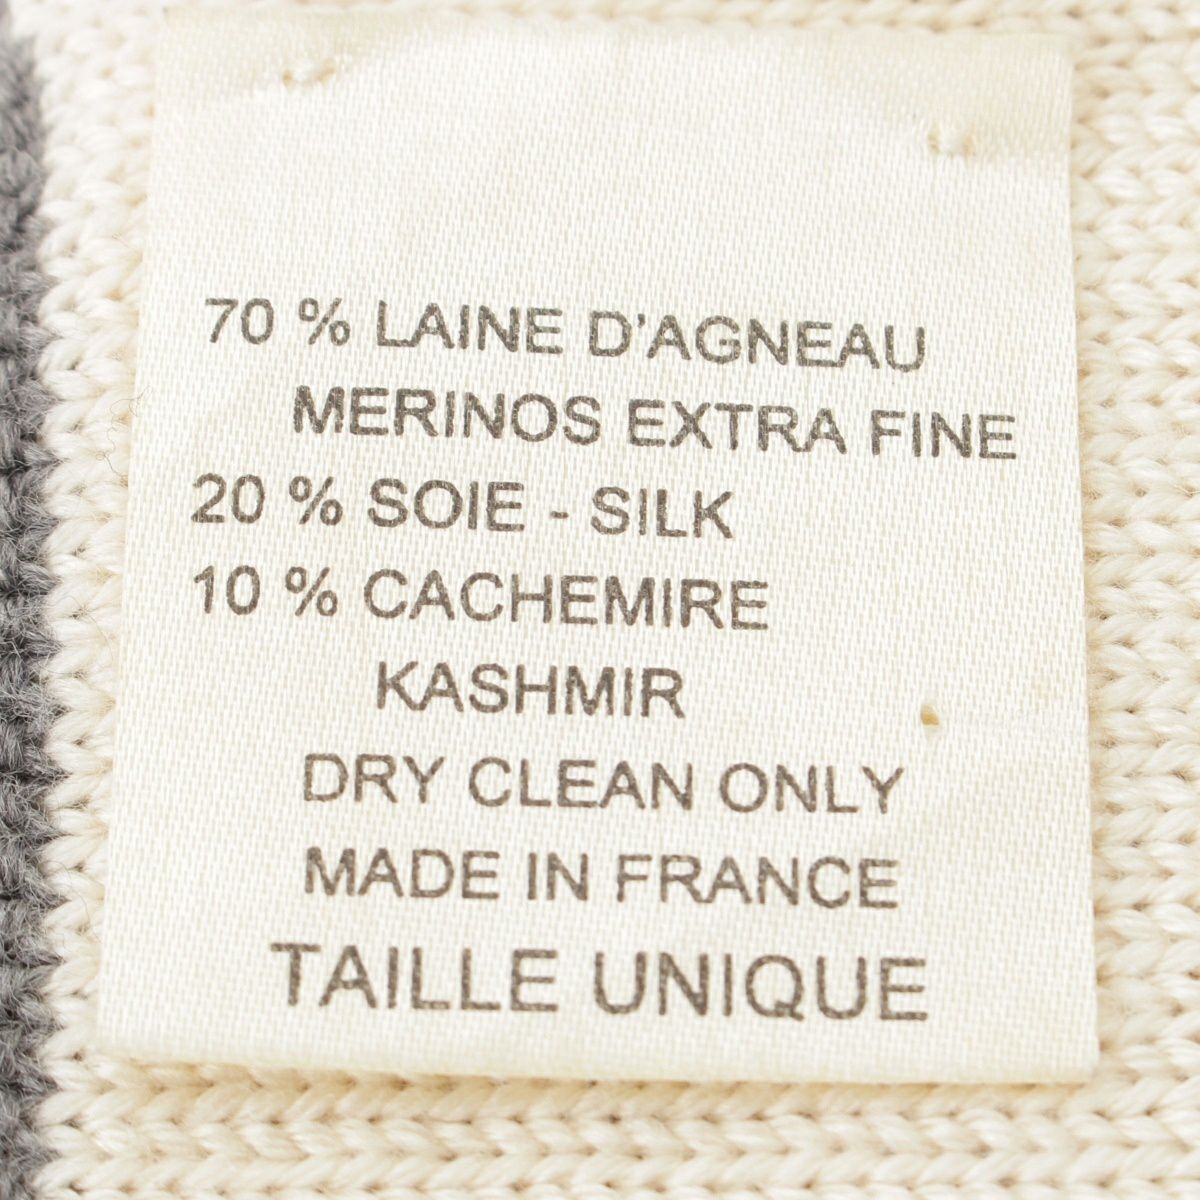 70 % LAINE D'AGNEAU
MERINOS EXTRA FINE
20 % SOIE - SILK
10 % CACHEMIRE
KASHMIR
DRY CLEAN ONLY
MADE IN FRANCE
TAILLE UNIQUE